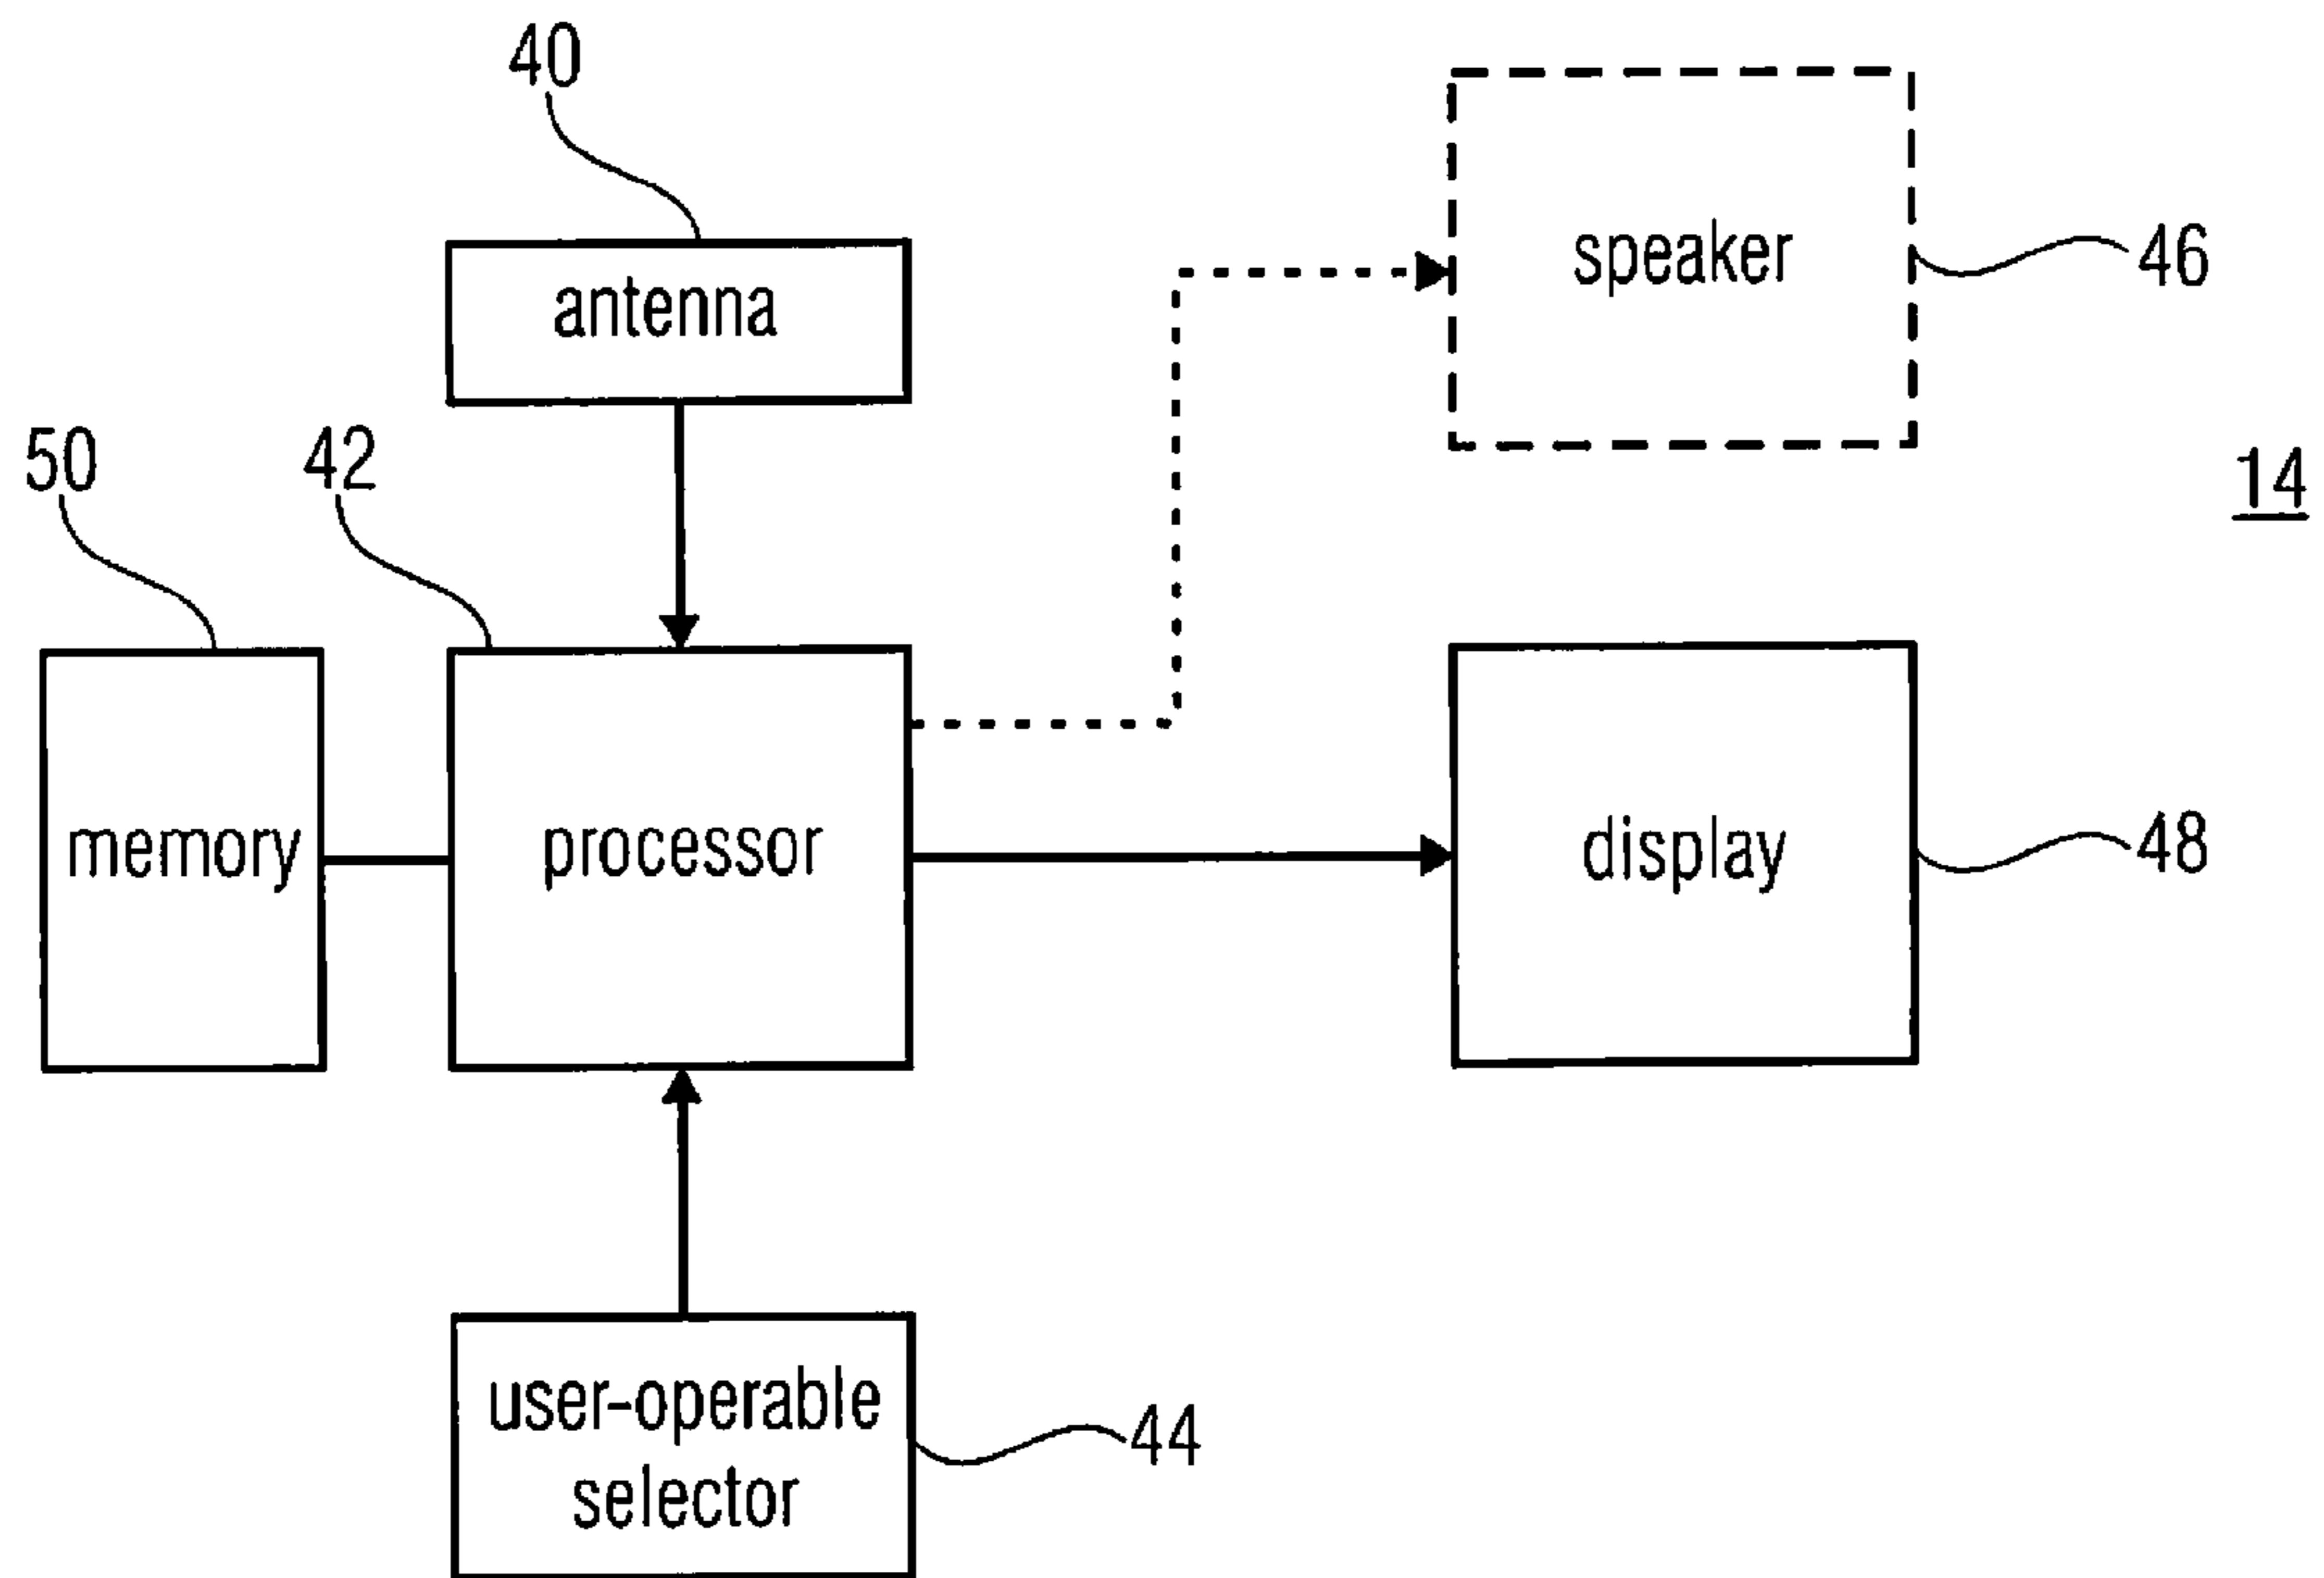 40
antenna
speaker
46
50
42
14
memory
processor
display
48
user-operable
selector
44